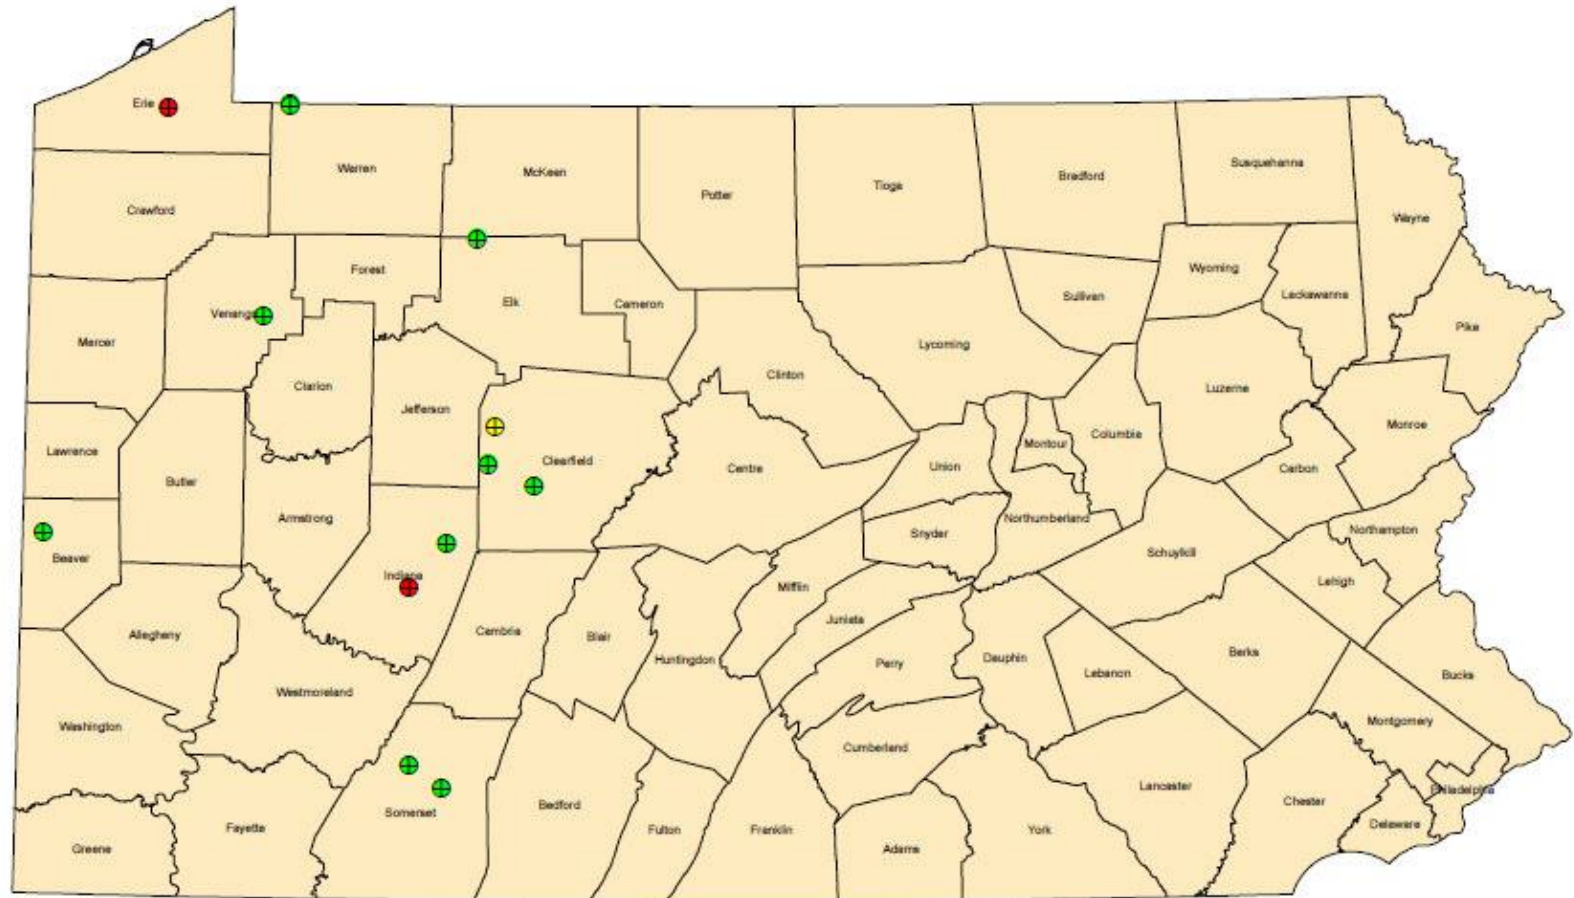 Erie
Warren
McKean
Potter
Tioga
Bradford
Susquehanna
Wayne
Crawford
Forest
Elk
Cameron
Wyoming
Lackawanna
Sullivan
Pike
Venango
Mercer
Lycoming
Clinton
Luzerne
Clarion
Jefferson
Monroe
Lawrence
Butler
Clearfield
Centre
Union
Montour
Columbia
Carbon
Armstrong
Northumberland
Northampton
Snyder
Schuylkill
Beaver
Indiana
Mifflin
Lehigh
Allegheny
Cambria
Blair
Juniata
Huntingdon
Perry
Dauphin
Berks
Lebanon
Bucks
Westmoreland
Washington
Montgomery
Cumberland
Lancaster
Philadelphia
Somerset
Bedford
Chester
Fayette
Fulton
Franklin
York
Delaware
Greene
Adams